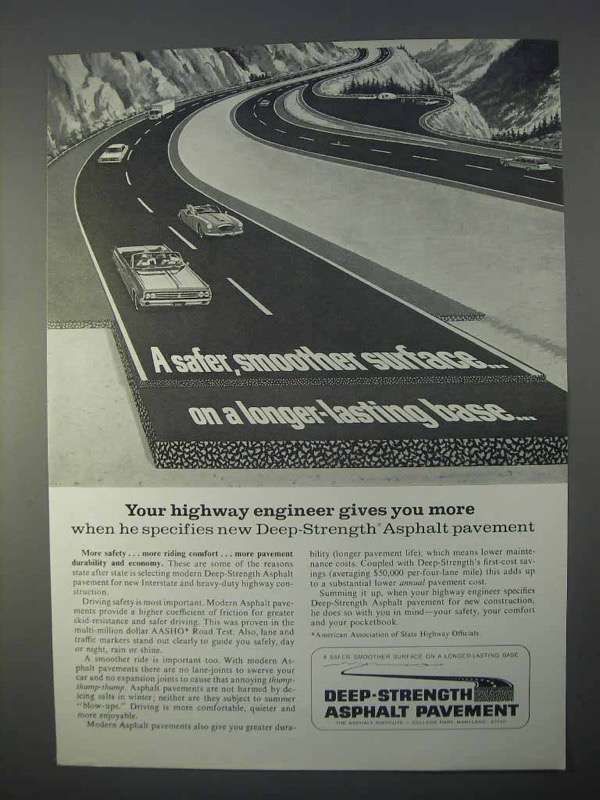 A safer, smoother surface...
on a longer-lasting base...
Your highway engineer gives you more
when he specifies new Deep-Strength* Asphalt pavement
More safety . . . more riding comfort . . . more pavement
durability and economy. These are some of the reasons
state after state is selecting modern Deep-Strength Asphalt
pavement for new Interstate and heavy-duty highway con-
struction.
Driving safety is most important. Modern Asphalt pave-
ments provide a higher coefficient of friction for greater
skid-resistance and safer driving. This was proven in the
multi-million dollar AASHO* Road Test. Also, lane and
traffic markers stand out clearly to guide you safely, day
or night, rain or shine.
A smoother ride is important too. With modern As-
phalt pavements there are no lane-joints to swerve your
car and no expansion joints to cause that annoying thump-
thump-thump. Asphalt pavements are not harmed by de-
icing salts in winter; neither are they subject to summer
"blow-ups." Driving is more comfortable, quieter and
more enjoyable.
Modern Asphalt pavements also give you greater dura-
bility (longer pavement life), which means lower mainte-
nance costs. Coupled with Deep-Strength's first-cost sav-
ings (averaging $50,000 per-four-lane mile) this adds up
to a substantial lower annual pavement cost.
Summing it up, when your highway engineer specifies
Deep-Strength Asphalt pavement for new construction,
he does so with you in mind—your safety, your comfort
and your pocketbook.
*American Association of State Highway Officials
A SAFER SMOOTHER SURFACE ON A LONGER-LASTING BASE
DEEP-STRENGTH
ASPHALT PAVEMENT
THE ASPHALT INSTITUTE · COLLEGE PARK, MARYLAND